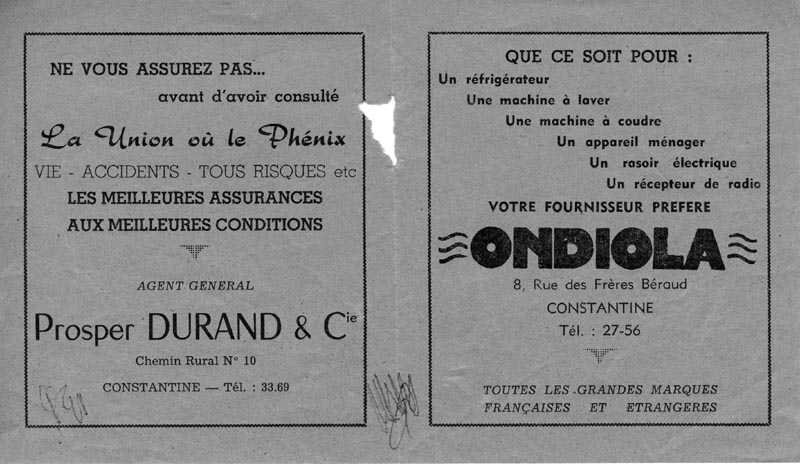 NE VOUS ASSUREZ PAS...
avant d'avoir consulté
La Union où le Phénix
VIE - ACCIDENTS - TOUS RISQUES etc
LES MEILLEURES ASSURANCES
AUX MEILLEURES CONDITIONS
AGENT GENERAL
Prosper DURAND & Cie
Chemin Rural N° 10
CONSTANTINE — Tél. : 33.69
QUE CE SOIT POUR :
Un réfrigérateur
Une machine à laver
Une machine à coudre
Un appareil ménager
Un rasoir électrique
Un récepteur de radio
VOTRE FOURNISSEUR PREFERE
ONDIOLA
8, Rue des Frères Béraud
CONSTANTINE
Tél. : 27-56
TOUTES LES GRANDES MARQUES
FRANÇAISES ET ETRANGERES